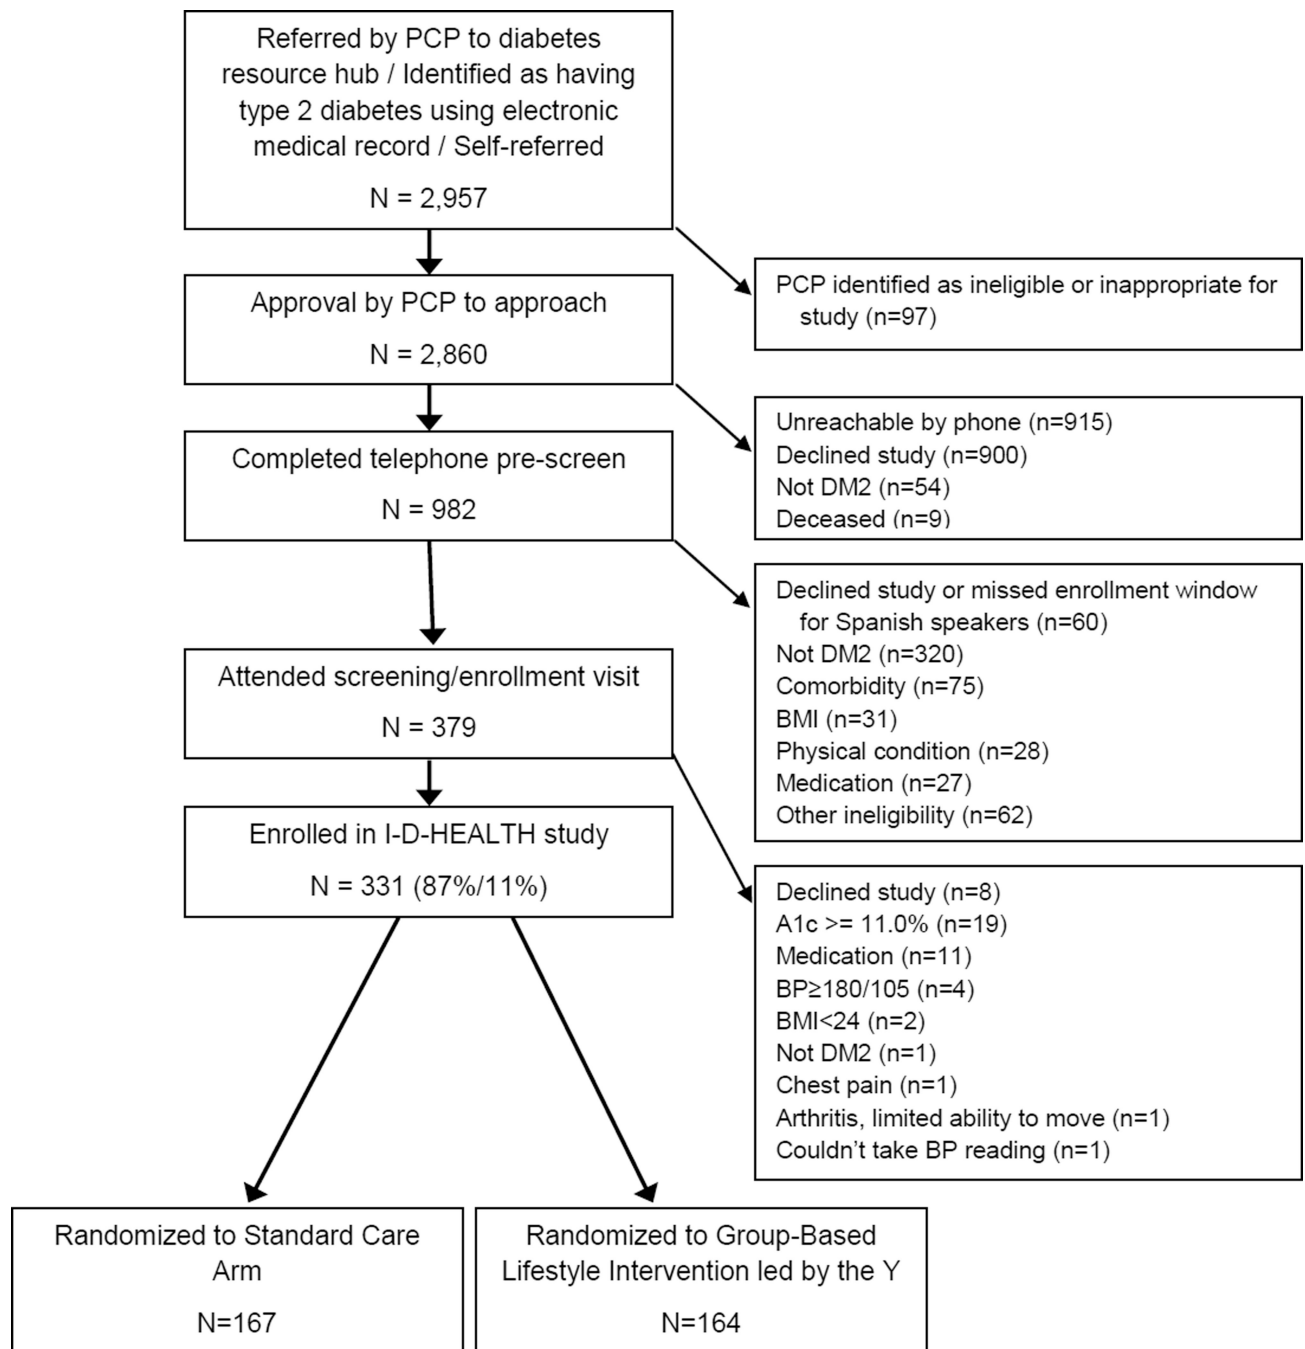 Referred by PCP to diabetes
resource hub / Identified as having
type 2 diabetes using electronic
medical record / Self-referred
N = 2,957
PCP identified as ineligible or inappropriate for
study (n=97)
Approval by PCP to approach
N = 2,860
Unreachable by phone (n=915)
Declined study (n=900)
Not DM2 (n=54)
Deceased (n=9)
Completed telephone pre-screen
N = 982
Declined study or missed enrollment window
for Spanish speakers (n=60)
Not DM2 (n=320)
Comorbidity (n=75)
BMI (n=31)
Physical condition (n=28)
Medication (n=27)
Other ineligibility (n=62)
Attended screening/enrollment visit
N = 379
Declined study (n=8)
A1c >= 11.0% (n=19)
Medication (n=11)
BP≥180/105 (n=4)
BMI<24 (n=2)
Not DM2 (n=1)
Chest pain (n=1)
Arthritis, limited ability to move (n=1)
Couldn’t take BP reading (n=1)
Enrolled in I-D-HEALTH study
N = 331 (87%/11%)
Randomized to Standard Care
Arm
N=167
Randomized to Group-Based
Lifestyle Intervention led by the Y
N=164